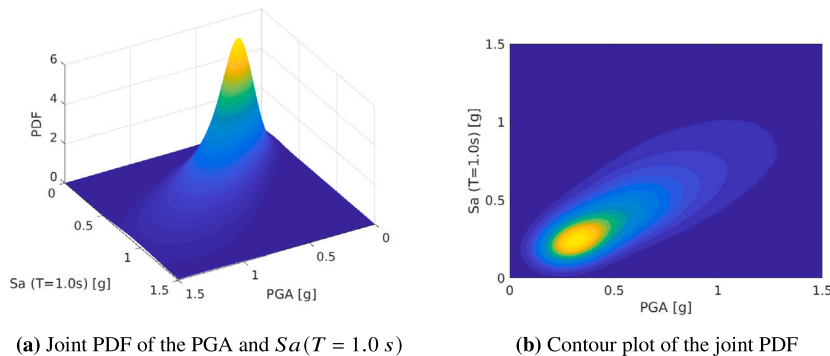 PDF
6
4
2
0
0
0.5
1
1.5
Sa (T=1.0s) [g]
1.5
1
0.5
0
PGA [g]
(a) Joint PDF of the PGA and Sa(T = 1.0 s)
Sa (T=1.0s) [g]
1.5
1
0.5
0
0
0.5
1
1.5
PGA [g]
(b) Contour plot of the joint PDF